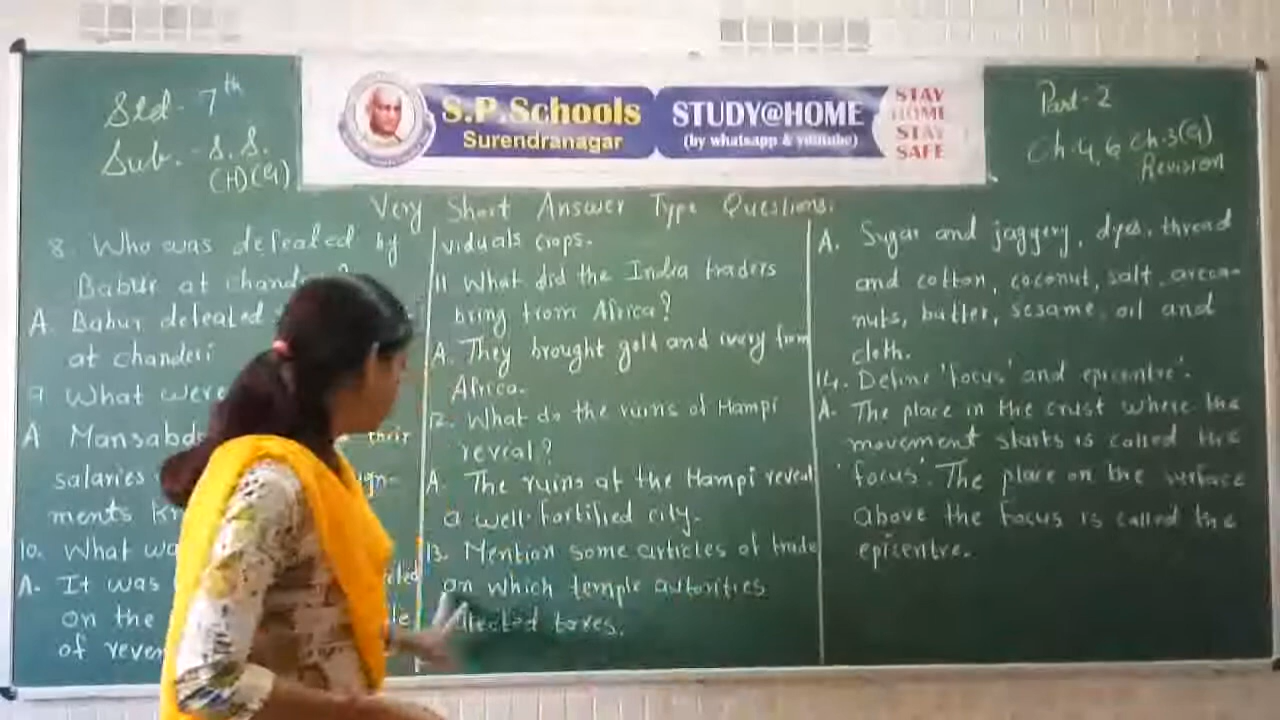 Std - 7th
Sub. - S.S.
(H)(G)
S.P.Schools
Surendranagar
STUDY@HOME
(by whatsapp & youtube)
STAY
HOME
STAY
SAFE
Part-2
Ch-4, 6 Ch-3(G)
Revision
Very Short Answer Type Questions.
8. Who was defeated by
Babur at
A. Babur defeated
at chanderi
9 What were
A their
salaries
ments
10. What
A. It was
on the
of
viduals crops.
11 What did the India traders
bring from Africa?
A. They brought gold and ivery from
Africa.
12. What do the ruins of Hampi
reveal?
A. The ruins at the Hampi reveal
a well-fortified city.
13. Mention some articles of trade
on which temple autorities
taxes.
A. Sugar and jaggery, dyes, thread
and cotton, coconut, salt, areca-
nuts, butter, sesame, oil and
cloth.
14. Define 'focus' and epicentre'.
A. The place in the crust where the
movement starts is called the
'focus'. The place on the surface
above the focus is called the
epicentre.